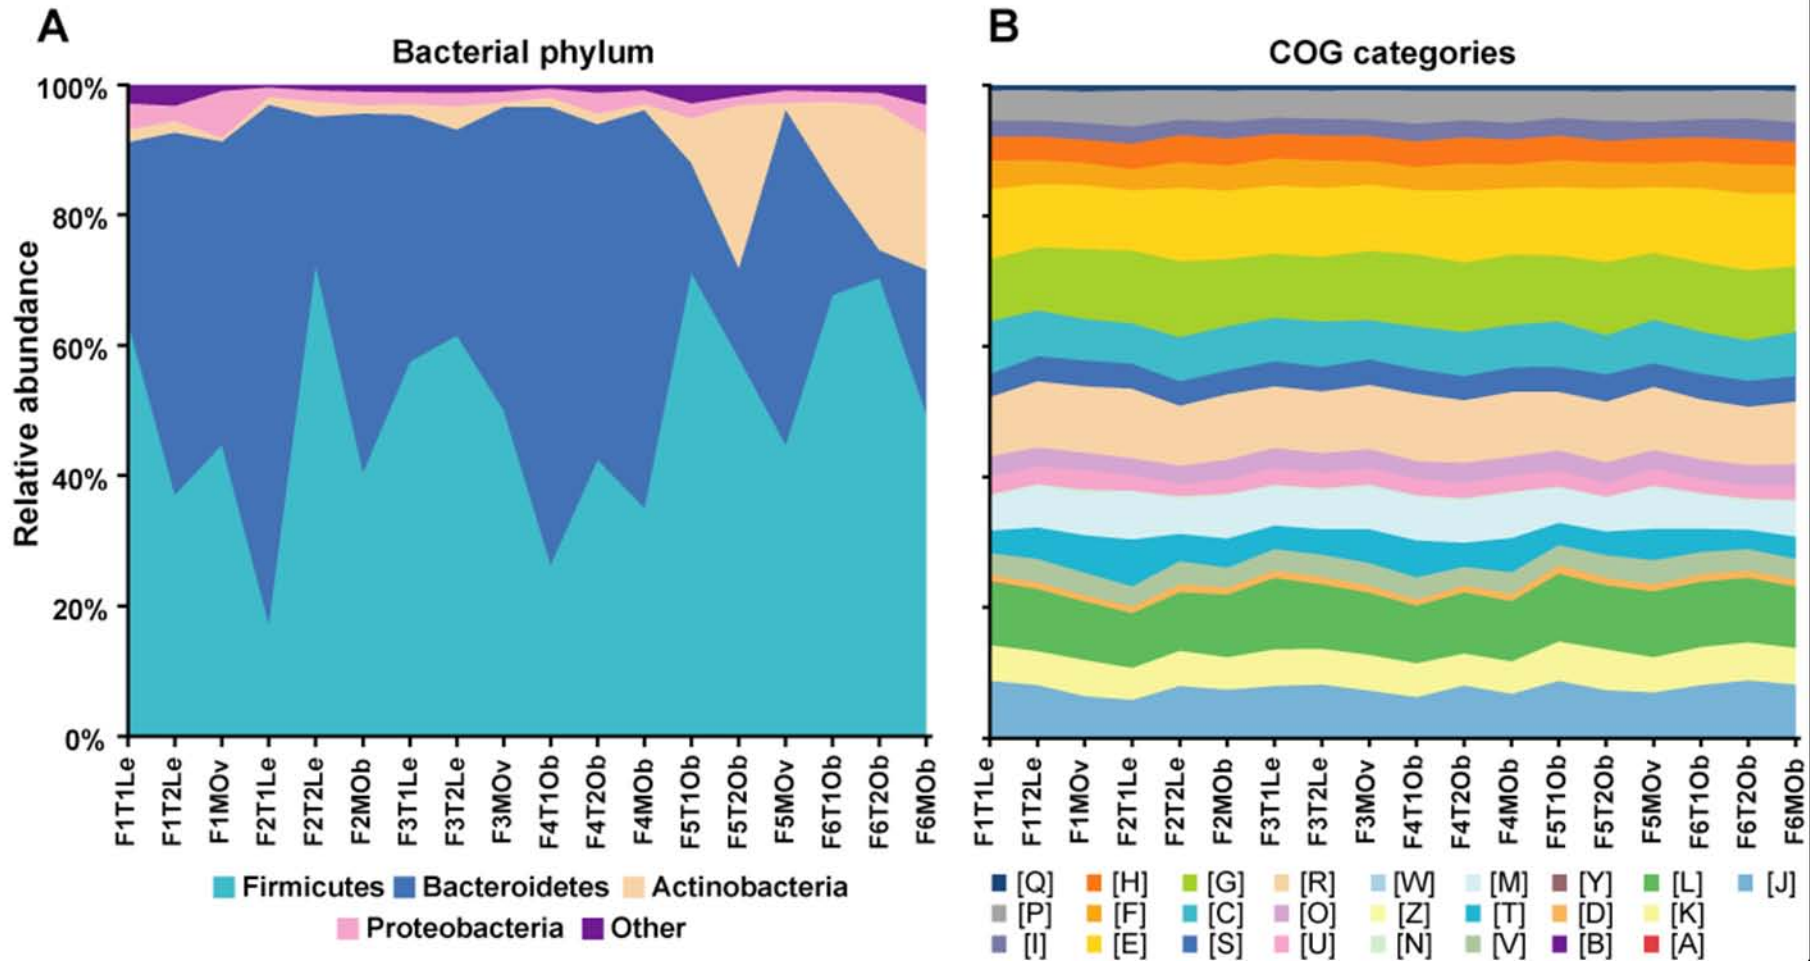 A
Bacterial phylum
100%
80%
60%
40%
20%
0%
Relative abundance
F1T1Le
F1T2Le
F1MOv
F2T1Le
F2T2Le
F2MOb
F3T1Le
F3T2Le
F3MOv
F4T1Ob
F4T2Ob
F4MOb
F5T1Ob
F5T2Ob
F5MOv
F6T1Ob
F6T2Ob
F6MOb
Firmicutes Bacteroidetes Actinobacteria
Proteobacteria Other
B
COG categories
F1T1Le
F1T2Le
F1MOv
F2T1Le
F2T2Le
F2MOb
F3T1Le
F3T2Le
F3MOv
F4T1Ob
F4T2Ob
F4MOb
F5T1Ob
F5T2Ob
F5MOv
F6T1Ob
F6T2Ob
F6MOb
[Q] [H] [G] [R] [W] [M] [Y] [L] [J]
[P] [F] [C] [O] [Z] [T] [D] [K]
[I] [E] [S] [U] [N] [V] [B] [A]